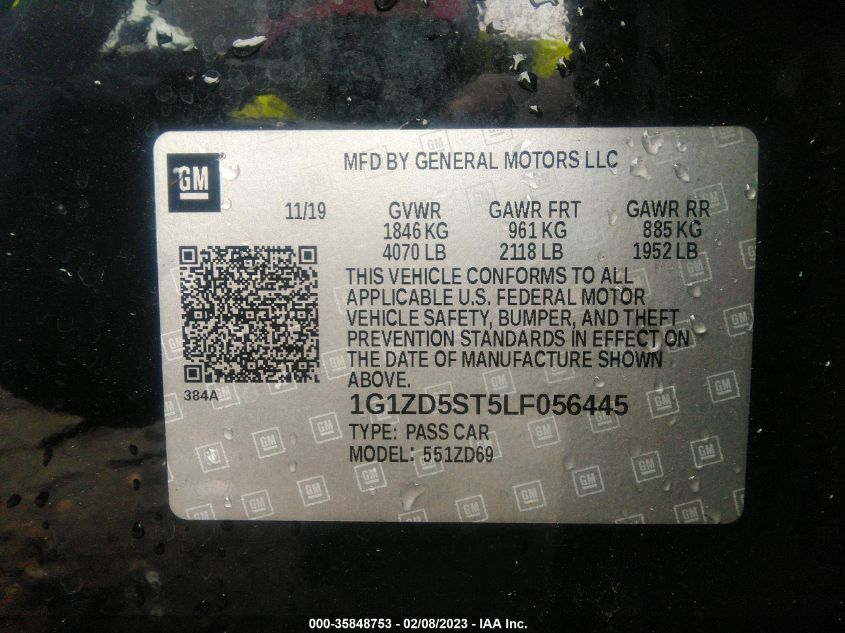 MFD BY GENERAL MOTORS LLC
GM
11/19 GVWR GAWR FRT GAWR RR
1846 KG 961 KG 885 KG
4070 LB 2118 LB 1952 LB
THIS VEHICLE CONFORMS TO ALL
APPLICABLE U.S. FEDERAL MOTOR
VEHICLE SAFETY, BUMPER, AND THEFT
PREVENTION STANDARDS IN EFFECT ON
THE DATE OF MANUFACTURE SHOWN
ABOVE.
384A
1G1ZD5ST5LF056445
TYPE: PASS CAR
MODEL: 551ZD69
000-35848753 - 02/08/2023 - IAA Inc.